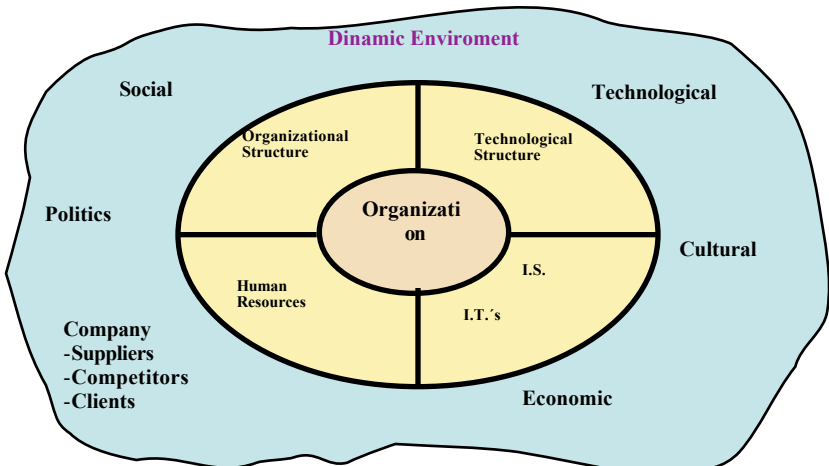 Dinamic Enviroment
Social
Technological
Organizational
Structure
Technological
Structure
Politics
Organizati
on
Cultural
Human
Resources
I.S.
I.T.´s
Company
-Suppliers
-Competitors
-Clients
Economic